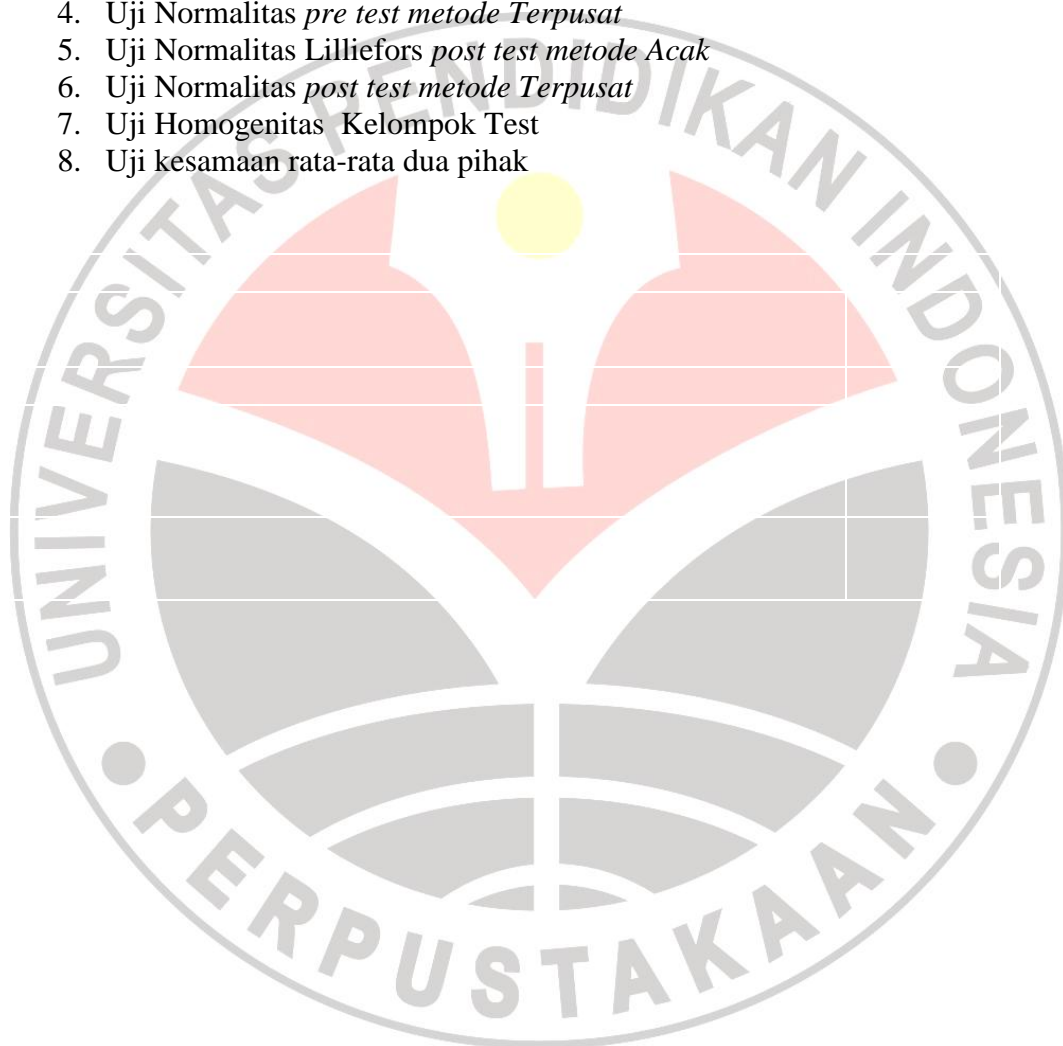 4. Uji Normalitas pre test metode Terpusat
5. Uji Normalitas Lilliefors post test metode Acak
6. Uji Normalitas post test metode Terpusat
7. Uji Homogenitas Kelompok Test
8. Uji kesamaan rata-rata dua pihak
UNIVERSITAS PENDIDIKAN INDONESIA
PERPUSTAKAAN